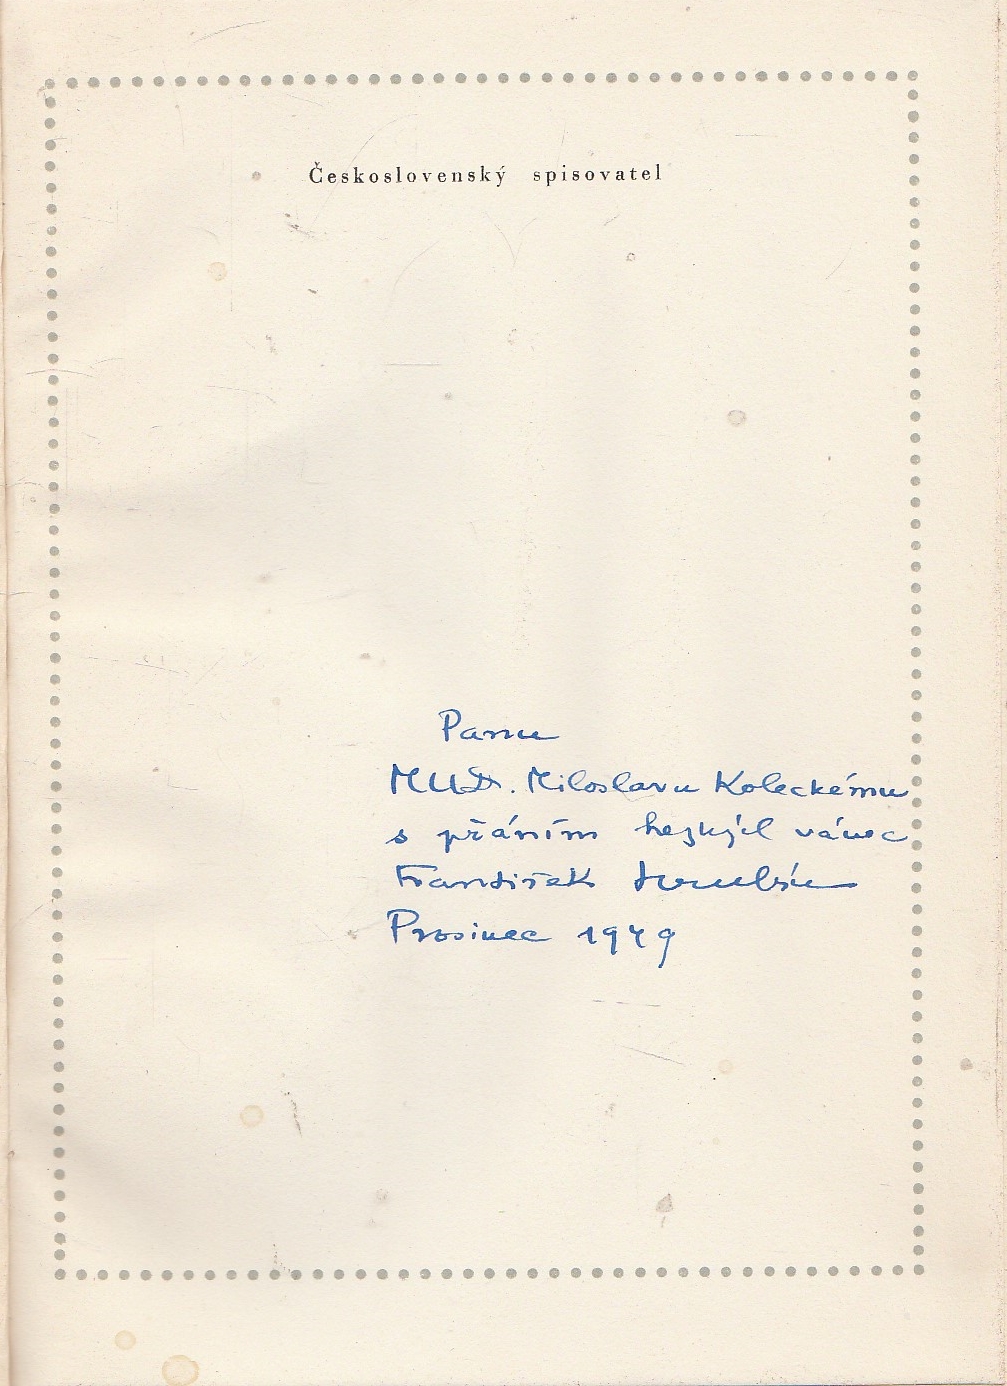 Československý spisovatel
Panu
MUDr. Miloslavu Koleckému
s přáním hezkých vánoc
František Hrubín
Prosinec 1949